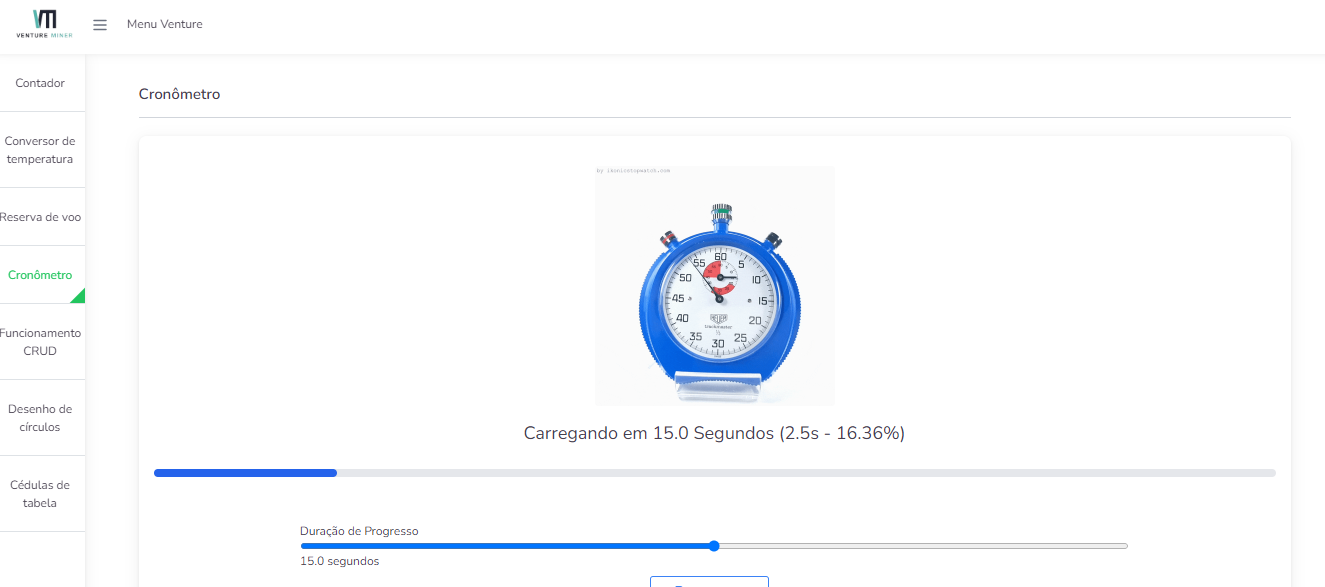 VM
VENTURE MINER
Menu Venture
Contador
Conversor de
temperatura
Reserva de voo
Cronômetro
Funcionamento
CRUD
Desenho de
círculos
Cédulas de
tabela
Cronômetro
by ikonicstopwatch.com
60
5
10
15
20
25
30
35
40
45
50
55
Carregando em 15.0 Segundos (2.5s - 16.36%)
Duração de Progresso
15.0 segundos